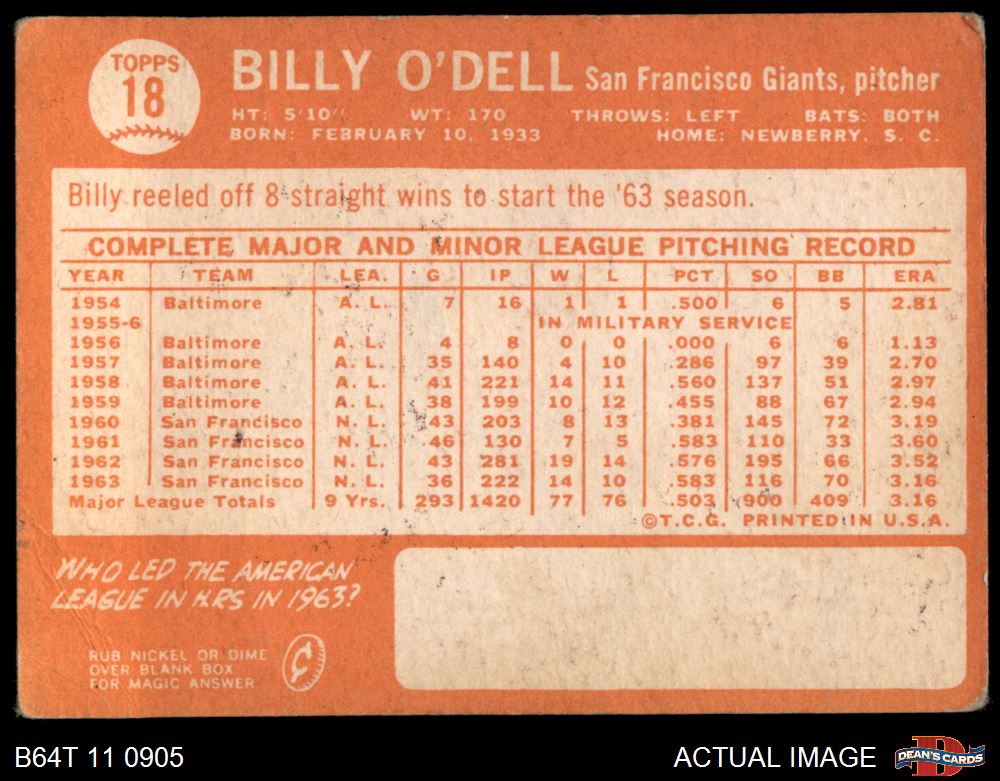 TOPPS
18
BILLY O'DELL San Francisco Giants, pitcher
HT: 5'10" WT: 170 THROWS: LEFT BATS: BOTH
BORN: FEBRUARY 10, 1933 HOME: NEWBERRY, S. C.
Billy reeled off 8 straight wins to start the '63 season.
COMPLETE MAJOR AND MINOR LEAGUE PITCHING RECORD
YEAR TEAM LEA. G IP W L PCT SO BB ERA
1954 Baltimore A. L. 7 16 1 1 .500 6 5 2.81
1955-6 IN MILITARY SERVICE
1956 Baltimore A. L. 4 8 0 0 .000 6 6 1.13
1957 Baltimore A. L. 35 140 4 10 .286 97 39 2.70
1958 Baltimore A. L. 41 221 14 11 .560 137 51 2.97
1959 Baltimore A. L. 38 199 10 12 .455 88 67 2.94
1960 San Francisco N. L. 43 203 8 13 .381 145 72 3.19
1961 San Francisco N. L. 46 130 7 5 .583 110 33 3.60
1962 San Francisco N. L. 43 281 19 14 .576 195 66 3.52
1963 San Francisco N. L. 36 222 14 10 .583 116 70 3.16
Major League Totals 9 Yrs. 293 1420 77 76 .503 900 409 3.16
©T.C.G. PRINTED IN U.S.A.
WHO LED THE AMERICAN
LEAGUE IN H.RS IN 1963?
RUB NICKEL OR DIME
OVER BLANK BOX
FOR MAGIC ANSWER
¢
B64T 11 0905 ACTUAL IMAGE
D
DEAN'S CARDS